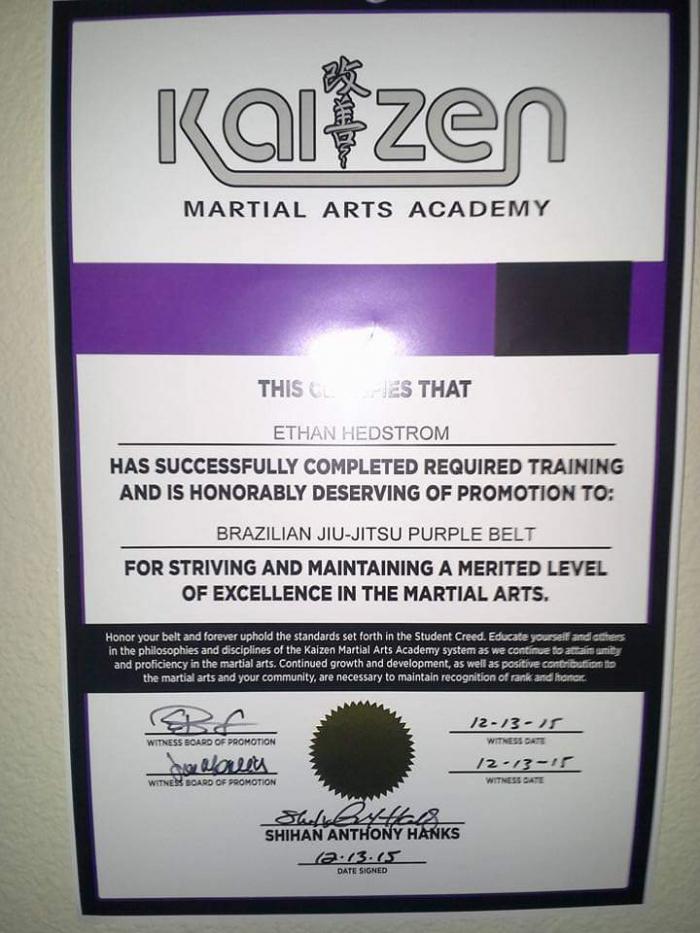 Kaizen
改善
MARTIAL ARTS ACADEMY
THIS THAT
ETHAN HEDSTROM
HAS SUCCESSFULLY COMPLETED REQUIRED TRAINING
AND IS HONORABLY DESERVING OF PROMOTION TO:
BRAZILIAN JIU-JITSU PURPLE BELT
FOR STRIVING AND MAINTAINING A MERITED LEVEL
OF EXCELLENCE IN THE MARTIAL ARTS.
Honor your belt and forever uphold the standards set forth in the Student Creed. Educate yourself and others
in the philosophies and disciplines of the Kaizen Martial Arts Academy system as we continue to attain unity
and proficiency in the martial arts. Continued growth and development, as well as positive contribution to
the martial arts and your community, are necessary to maintain recognition of rank and honor.
WITNESS BOARD OF PROMOTION
12-13-15
WITNESS DATE
WITNESS BOARD OF PROMOTION
12-13-15
WITNESS DATE
SHIHAN ANTHONY HANKS
12.13.15
DATE SIGNED